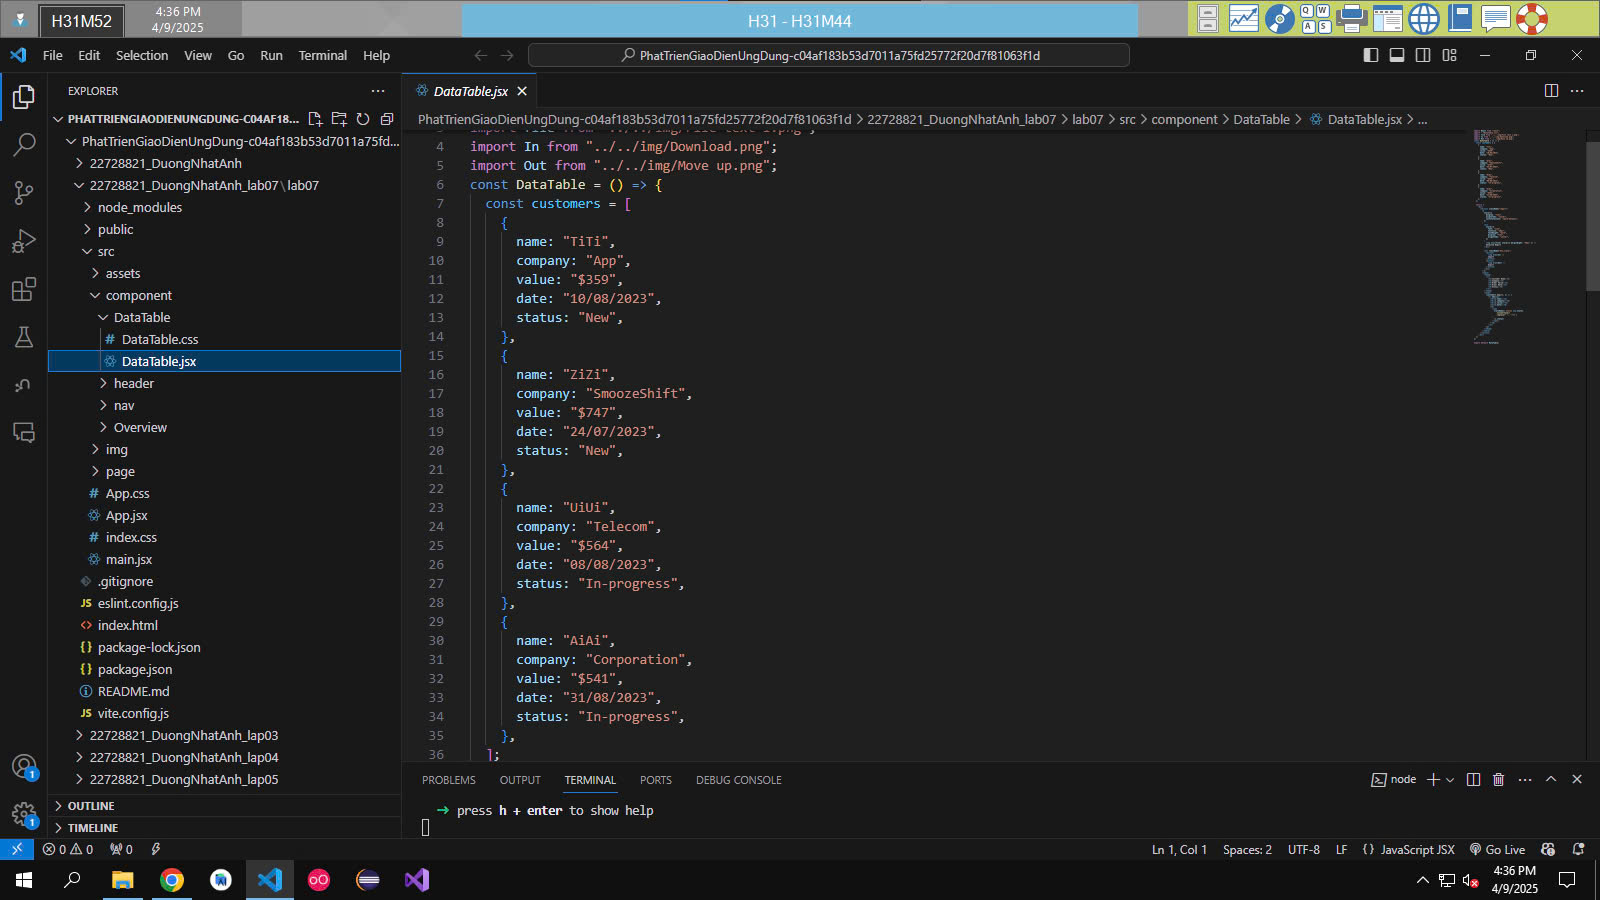 H31M52
4:36 PM
4/9/2025
H31 - H31M44
Q W
A S
File Edit Selection View Go Run Terminal Help
PhatTrienGiaoDienUngDung-c04af183b53d7011a75fd25772f20d7f81063f1d
EXPLORER
PHATTRIENGIAODIENUNGDUNG-C04AF18...
PhatTrienGiaoDienUngDung-c04af183b53d7011a75fd...
22728821_DuongNhatAnh
22728821_DuongNhatAnh_lab07\lab07
node_modules
public
src
assets
component
DataTable
# DataTable.css
DataTable.jsx
header
nav
Overview
img
page
# App.css
App.jsx
# index.css
main.jsx
.gitignore
JS eslint.config.js
<> index.html
{} package-lock.json
{} package.json
README.md
JS vite.config.js
22728821_DuongNhatAnh_lap03
22728821_DuongNhatAnh_lap04
22728821_DuongNhatAnh_lap05
OUTLINE
TIMELINE
1
1
DataTable.jsx
PhatTrienGiaoDienUngDung-c04af183b53d7011a75fd25772f20d7f81063f1d > 22728821_DuongNhatAnh_lab07 > lab07 > src > component > DataTable > DataTable.jsx > ...
4 import In from "../../img/Download.png";
5 import Out from "../../img/Move up.png";
6 const DataTable = () => {
7 const customers = [
8 {
9 name: "TiTi",
10 company: "App",
11 value: "$359",
12 date: "10/08/2023",
13 status: "New",
14 },
15 {
16 name: "ZiZi",
17 company: "SmoozeShift",
18 value: "$747",
19 date: "24/07/2023",
20 status: "New",
21 },
22 {
23 name: "UiUi",
24 company: "Telecom",
25 value: "$564",
26 date: "08/08/2023",
27 status: "In-progress",
28 },
29 {
30 name: "AiAi",
31 company: "Corporation",
32 value: "$541",
33 date: "31/08/2023",
34 status: "In-progress",
35 },
36 ];
PROBLEMS OUTPUT TERMINAL PORTS DEBUG CONSOLE
node
→ press h + enter to show help
0 0 0
Ln 1, Col 1 Spaces: 2 UTF-8 LF {} JavaScript JSX Go Live
4:36 PM
4/9/2025